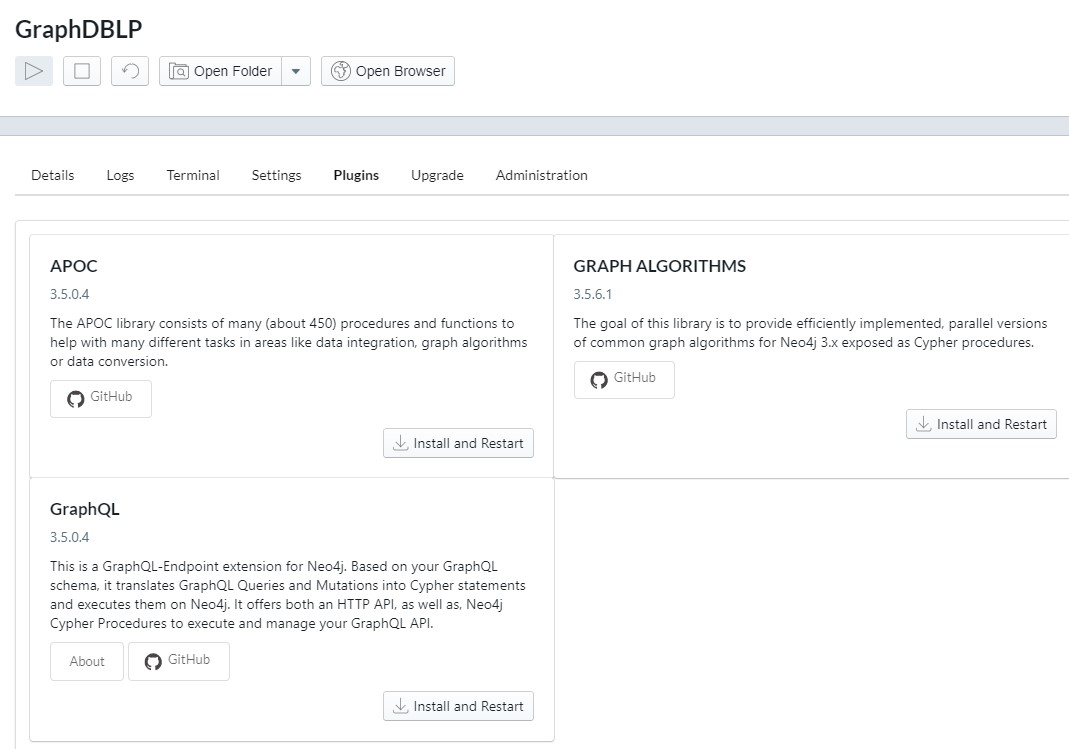 GraphDBLP
Open Folder
Open Browser
Details Logs Terminal Settings Plugins Upgrade Administration
APOC
3.5.0.4
The APOC library consists of many (about 450) procedures and functions to
help with many different tasks in areas like data integration, graph algorithms
or data conversion.
GitHub
Install and Restart
GRAPH ALGORITHMS
3.5.6.1
The goal of this library is to provide efficiently implemented, parallel versions
of common graph algorithms for Neo4j 3.x exposed as Cypher procedures.
GitHub
Install and Restart
GraphQL
3.5.0.4
This is a GraphQL-Endpoint extension for Neo4j. Based on your GraphQL
schema, it translates GraphQL Queries and Mutations into Cypher statements
and executes them on Neo4j. It offers both an HTTP API, as well as, Neo4j
Cypher Procedures to execute and manage your GraphQL API.
About GitHub
Install and Restart